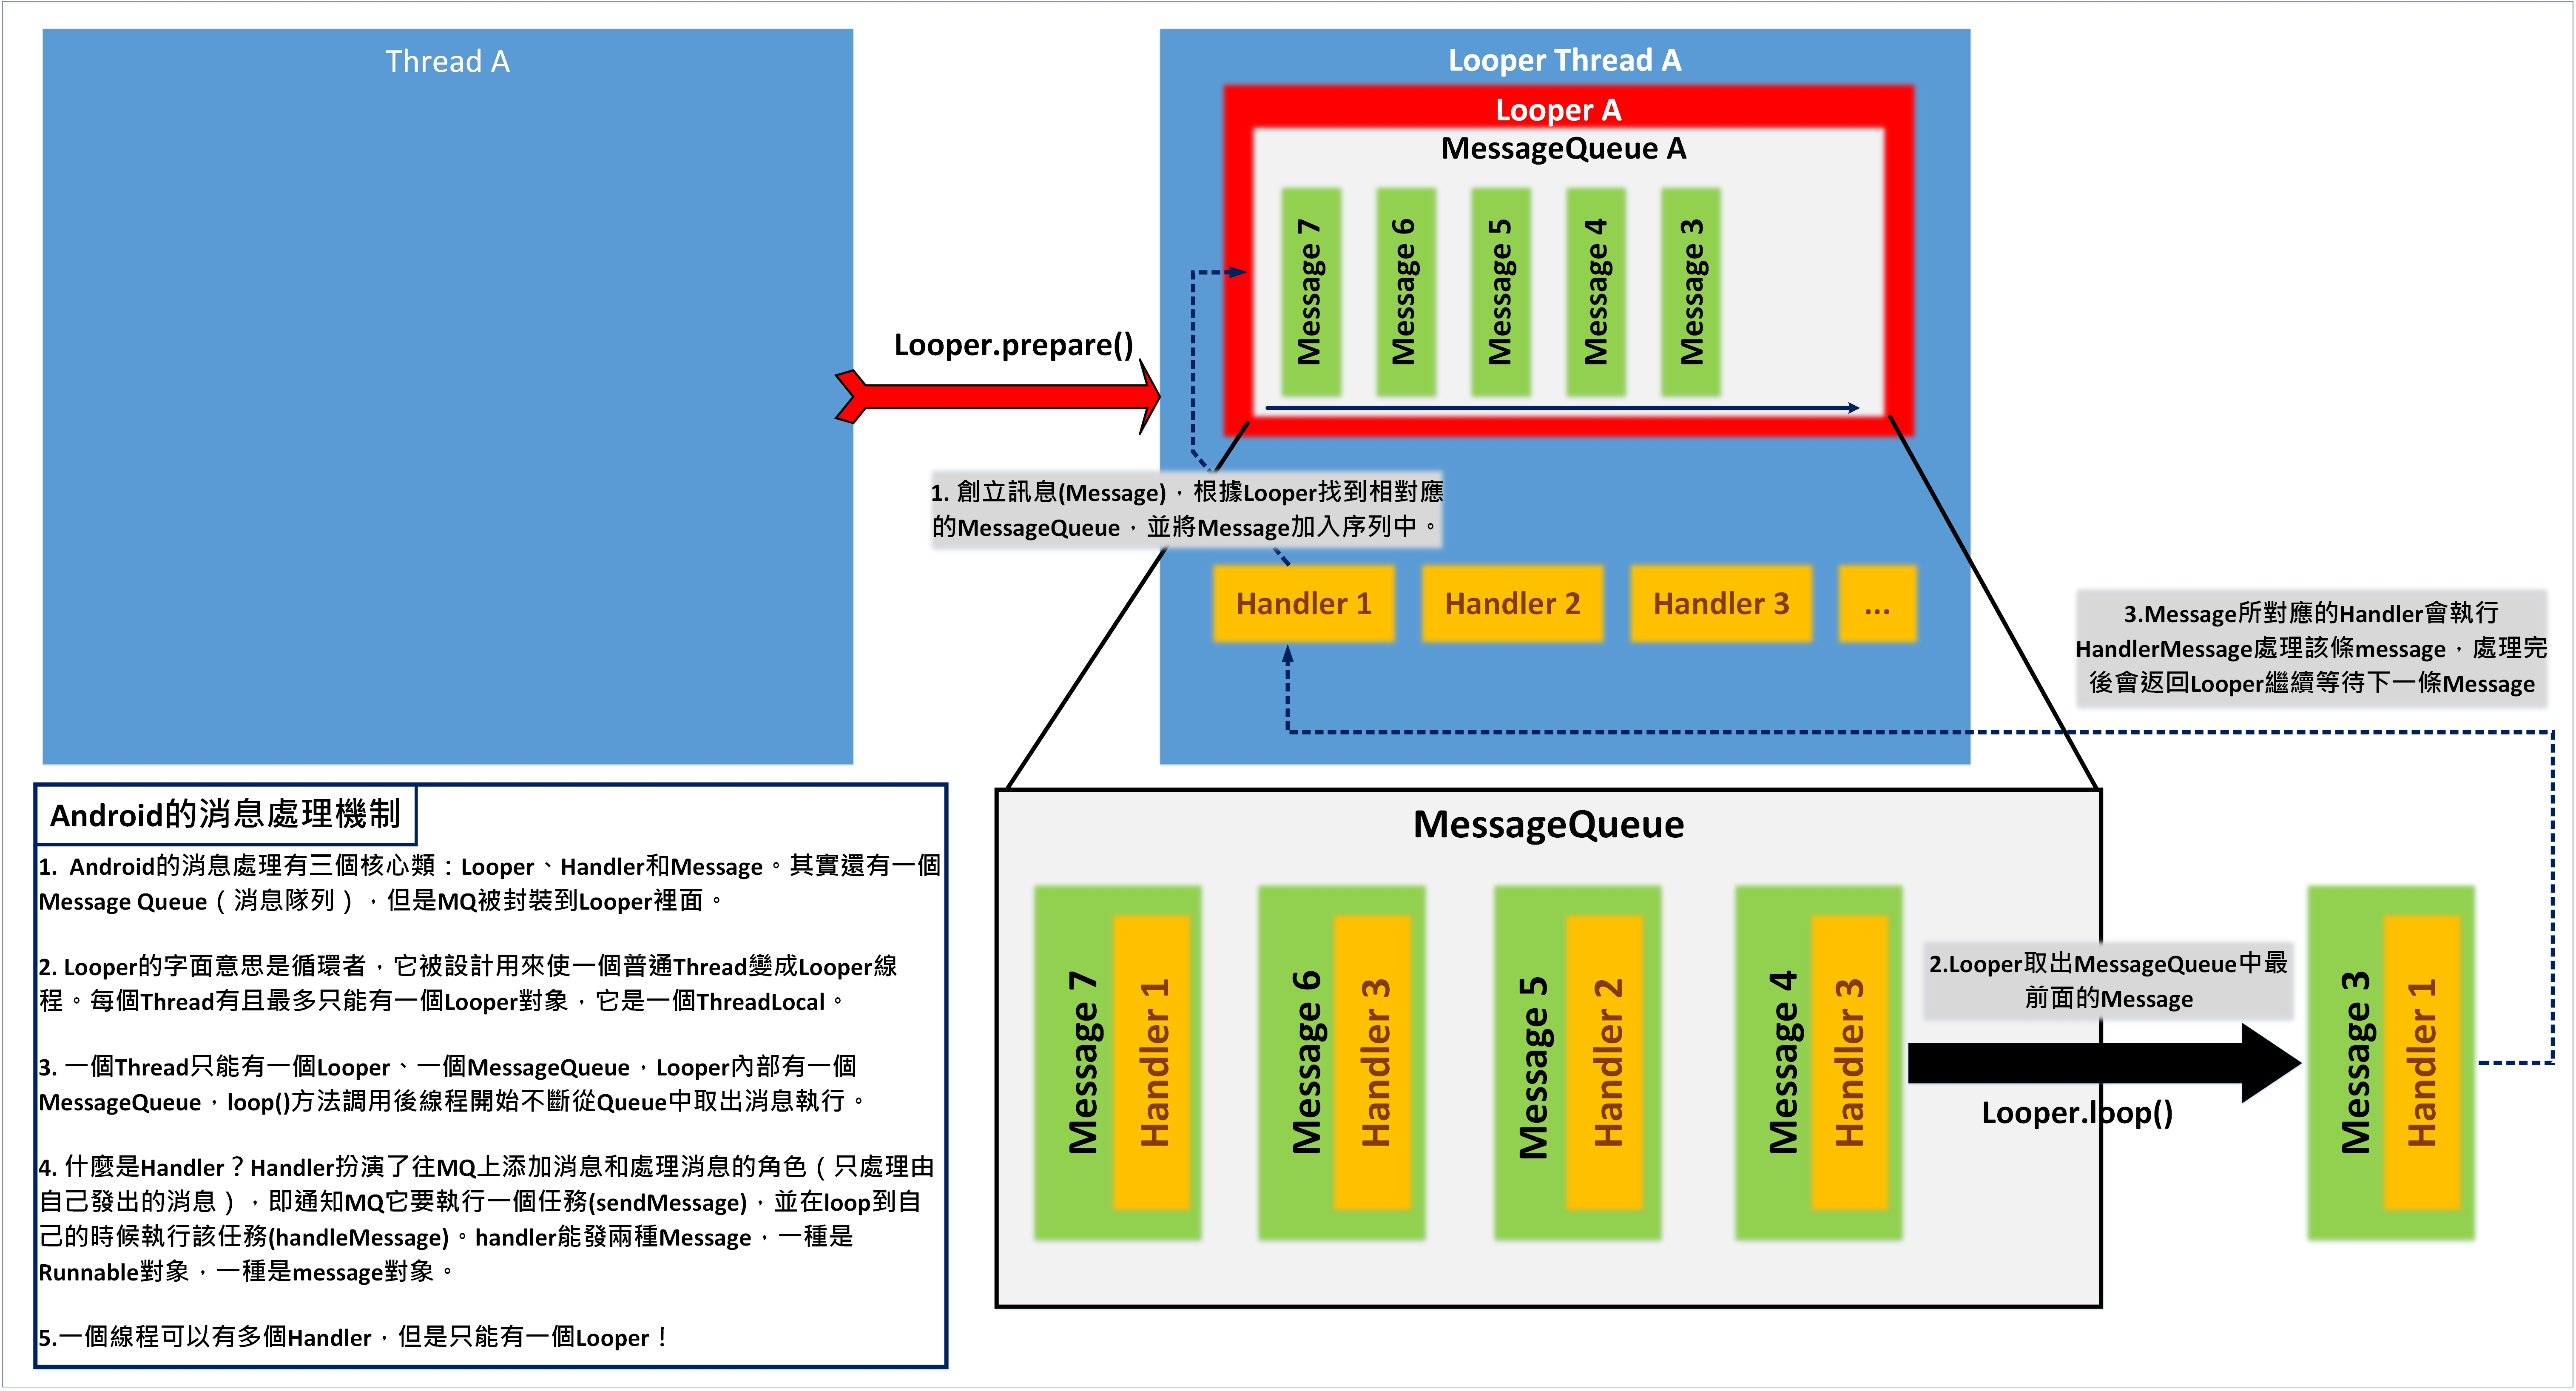 Thread A
Looper.prepare()
Looper Thread A
Looper A
MessageQueue A
Message 7
Message 6
Message 5
Message 4
Message 3
1. 創立訊息(Message)，根據Looper找到相對應
的MessageQueue，並將Message加入序列中。
Handler 1
Handler 2
Handler 3
...
3.Message所對應的Handler會執行
HandlerMessage處理該條message，處理完
後會返回Looper繼續等待下一條Message
Android的消息處理機制
1. Android的消息處理有三個核心類：Looper、Handler和Message。其實還有一個
Message Queue（消息隊列），但是MQ被封裝到Looper裡面。
2. Looper的字面意思是循環者，它被設計用來使一個普通Thread變成Looper線
程。每個Thread有且最多只能有一個Looper對象，它是一個ThreadLocal。
3. 一個Thread只能有一個Looper、一個MessageQueue，Looper內部有一個
MessageQueue，loop()方法調用後線程開始不斷從Queue中取出消息執行。
4. 什麼是Handler？Handler扮演了往MQ上添加消息和處理消息的角色（只處理由
自己發出的消息），即通知MQ它要執行一個任務(sendMessage)，並在loop到自
己的時候執行該任務(handleMessage)。handler能發兩種Message，一種是
Runnable對象，一種是message對象。
5.一個線程可以有多個Handler，但是只能有一個Looper！
MessageQueue
Message 7
Handler 1
Message 6
Handler 3
Message 5
Handler 2
Message 4
Handler 3
2.Looper取出MessageQueue中最
前面的Message
Looper.loop()
Message 3
Handler 1